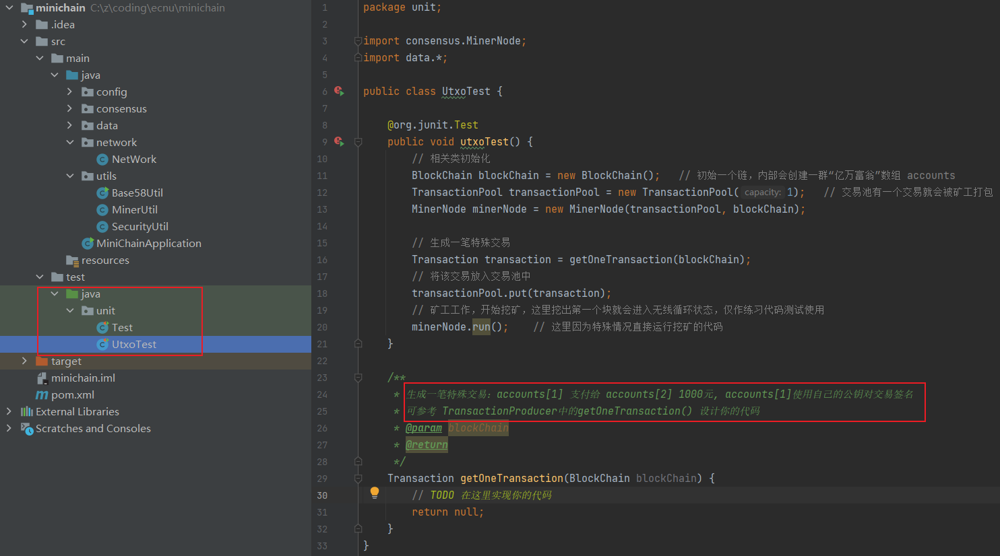 minichain C:\z\coding\ecnu\minichain
.idea
src
main
java
config
consensus
data
network
NetWork
utils
Base58Util
MinerUtil
SecurityUtil
MiniChainApplication
resources
test
java
unit
Test
UtxoTest
target
minichain.iml
pom.xml
External Libraries
Scratches and Consoles
1 package unit;
2
3 import consensus.MinerNode;
4 import data.*;
5
6 public class UtxoTest {
7
8 @org.junit.Test
9 public void utxoTest() {
10 // 相关类初始化
11 BlockChain blockChain = new BlockChain(); // 初始一个链，内部会创建一群“亿万富翁”数组 accounts
12 TransactionPool transactionPool = new TransactionPool( capacity: 1); // 交易池有一个交易就会被矿工打包
13 MinerNode minerNode = new MinerNode(transactionPool, blockChain);
14
15 // 生成一笔特殊交易
16 Transaction transaction = getOneTransaction(blockChain);
17 // 将该交易放入交易池中
18 transactionPool.put(transaction);
19 // 矿工工作，开始挖矿，这里挖出第一个块就会进入无线循环状态，仅作练习代码测试使用
20 minerNode.run(); // 这里因为特殊情况直接运行挖矿的代码
21 }
22
23 /**
24 * 生成一笔特殊交易：accounts[1] 支付给 accounts[2] 1000元, accounts[1]使用自己的公钥对交易签名
25 * 可参考 TransactionProducer中的getOneTransaction() 设计你的代码
26 * @param blockChain
27 * @return
28 */
29 Transaction getOneTransaction(BlockChain blockChain) {
30 // TODO 在这里实现你的代码
31 return null;
32 }
33 }